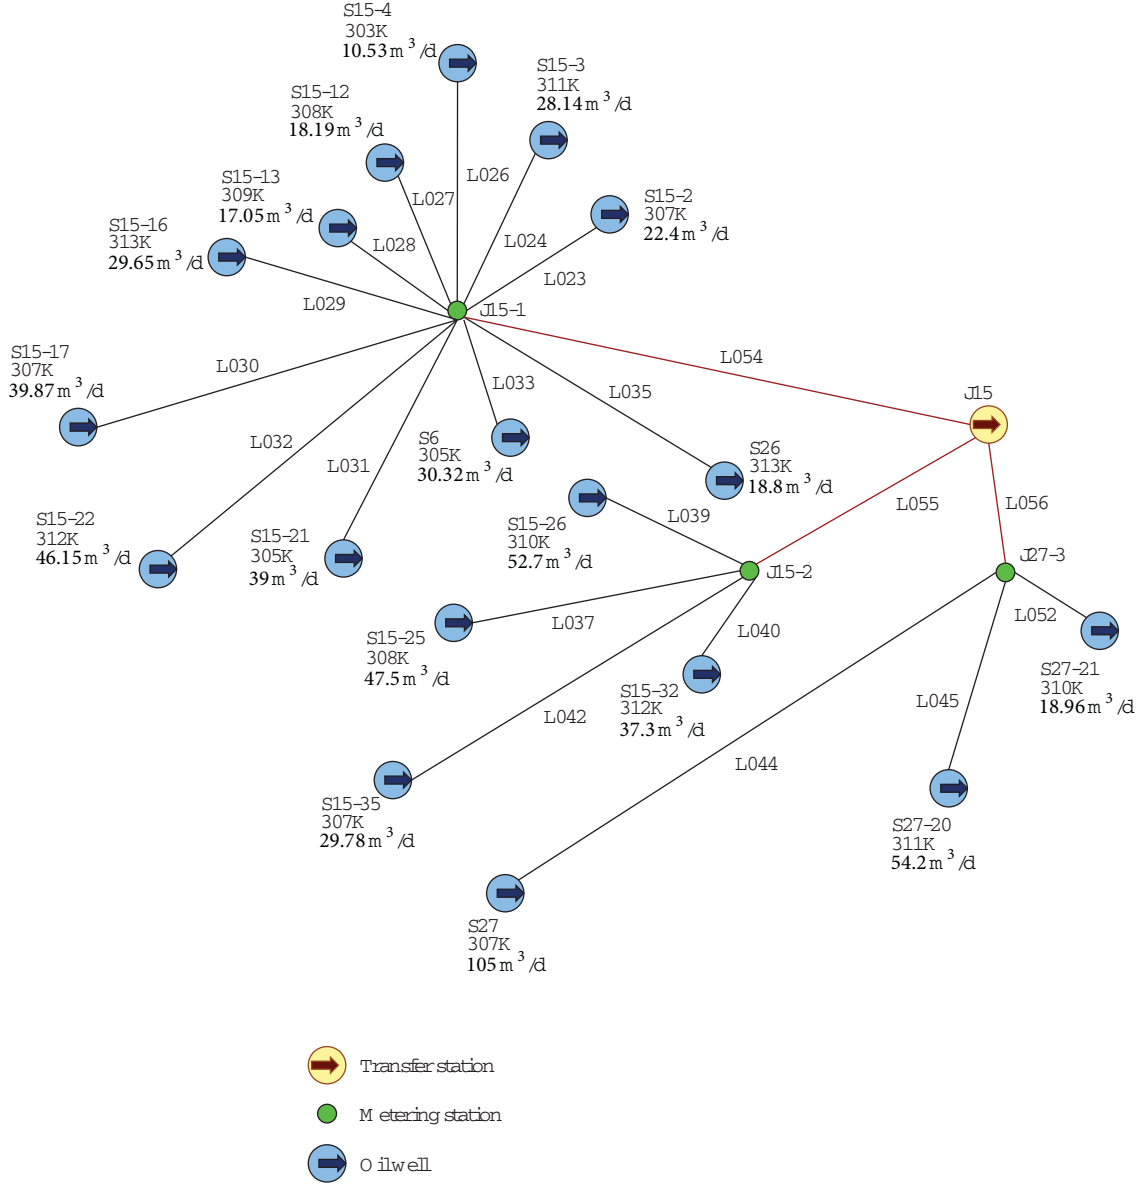 S15-4
303K
10.53 m³/d
S15-3
311K
28.14 m³/d
S15-12
308K
18.19 m³/d
L026
L027
S15-13
309K
17.05 m³/d
S15-2
307K
22.4 m³/d
S15-16
313K
29.65 m³/d
L028
L024
L023
L029
J15-1
S15-17
307K
39.87 m³/d
L030
L033
L035
L054
J15
L032
L031
S6
305K
30.32 m³/d
S26
313K
18.8 m³/d
S15-22
312K
46.15 m³/d
S15-21
305K
39 m³/d
S15-26
310K
52.7 m³/d
L039
L055
L056
J15-2
J27-3
S15-25
308K
47.5 m³/d
L037
L040
L052
S15-32
312K
37.3 m³/d
S27-21
310K
18.96 m³/d
L042
L045
L044
S15-35
307K
29.78 m³/d
S27-20
311K
54.2 m³/d
S27
307K
105 m³/d
Transfer station
Metering station
Oil well